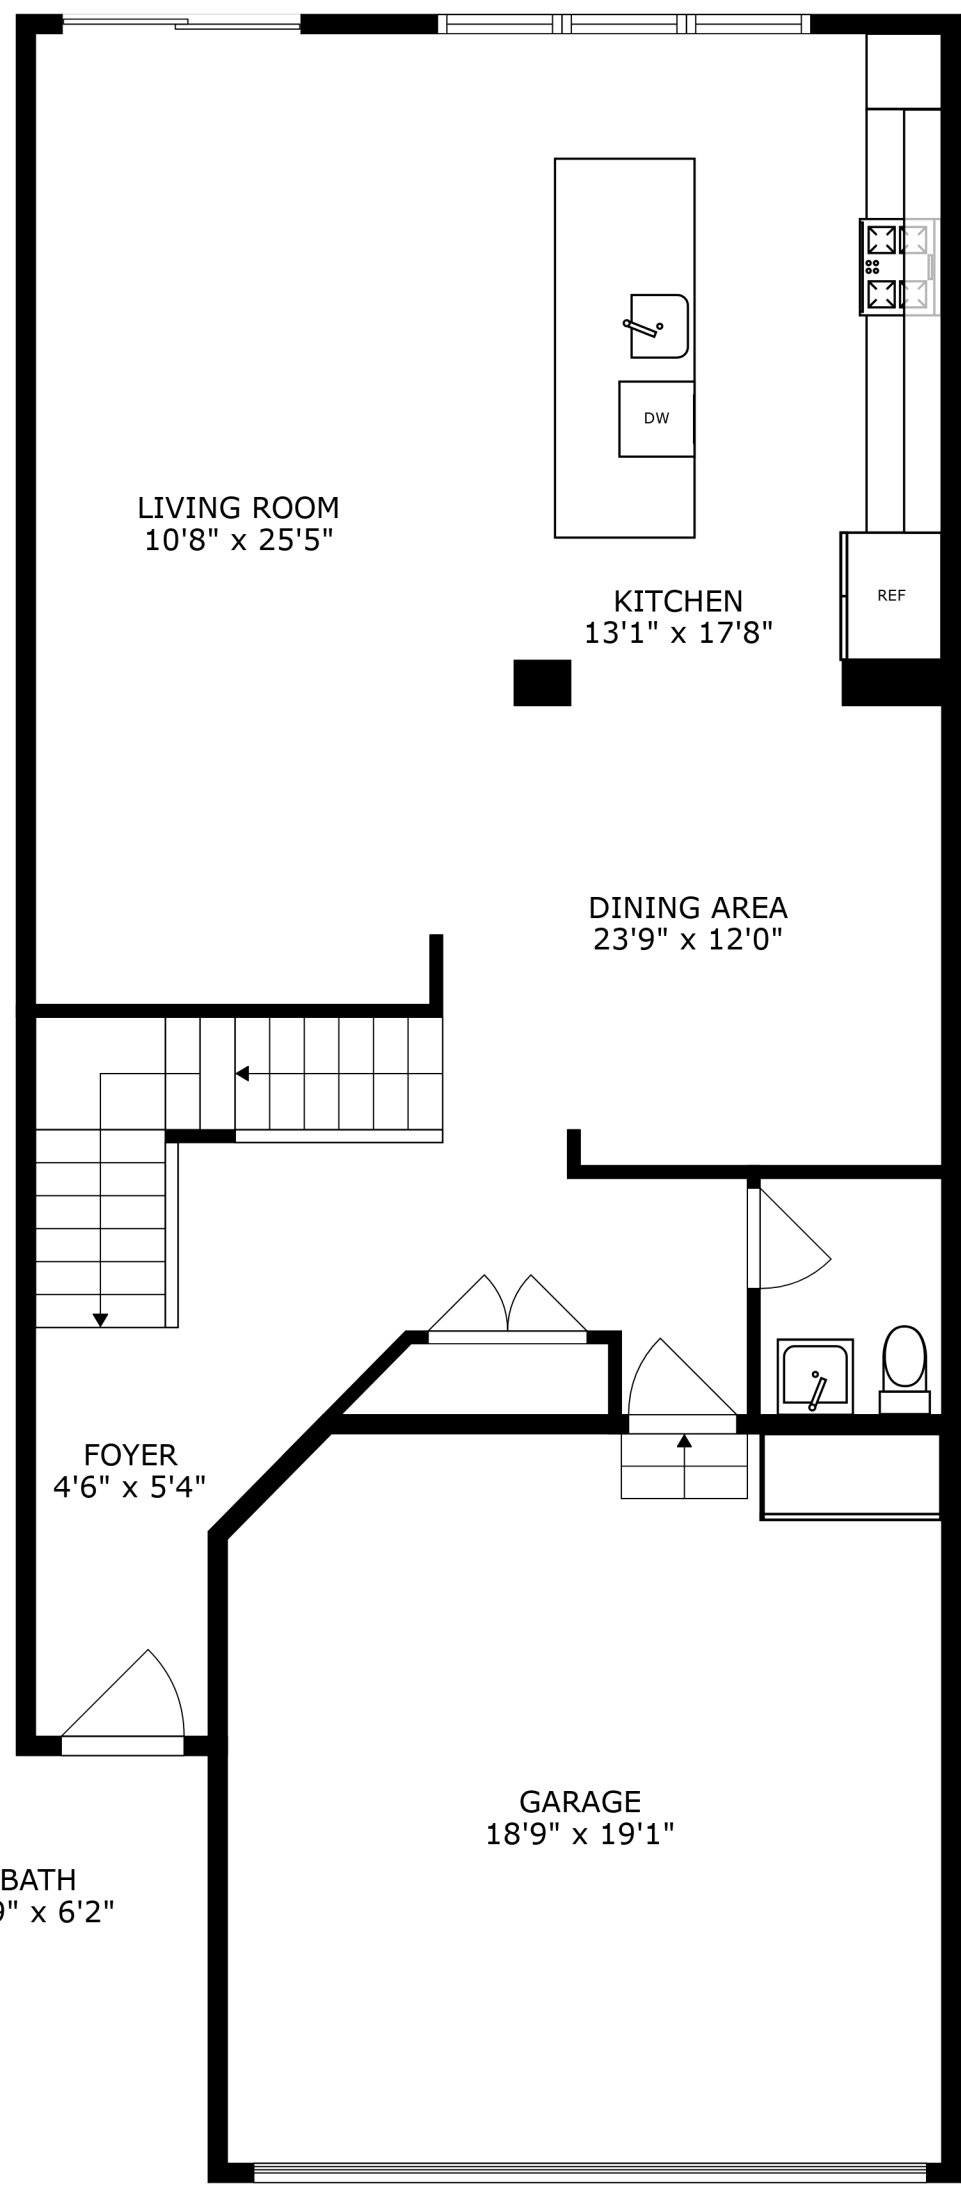 DW
LIVING ROOM
10'8" x 25'5"
REF
KITCHEN
13'1" x 17'8"
DINING AREA
23'9" x 12'0"
FOYER
4'6" x 5'4"
GARAGE
18'9" x 19'1"
BATH
9" x 6'2"